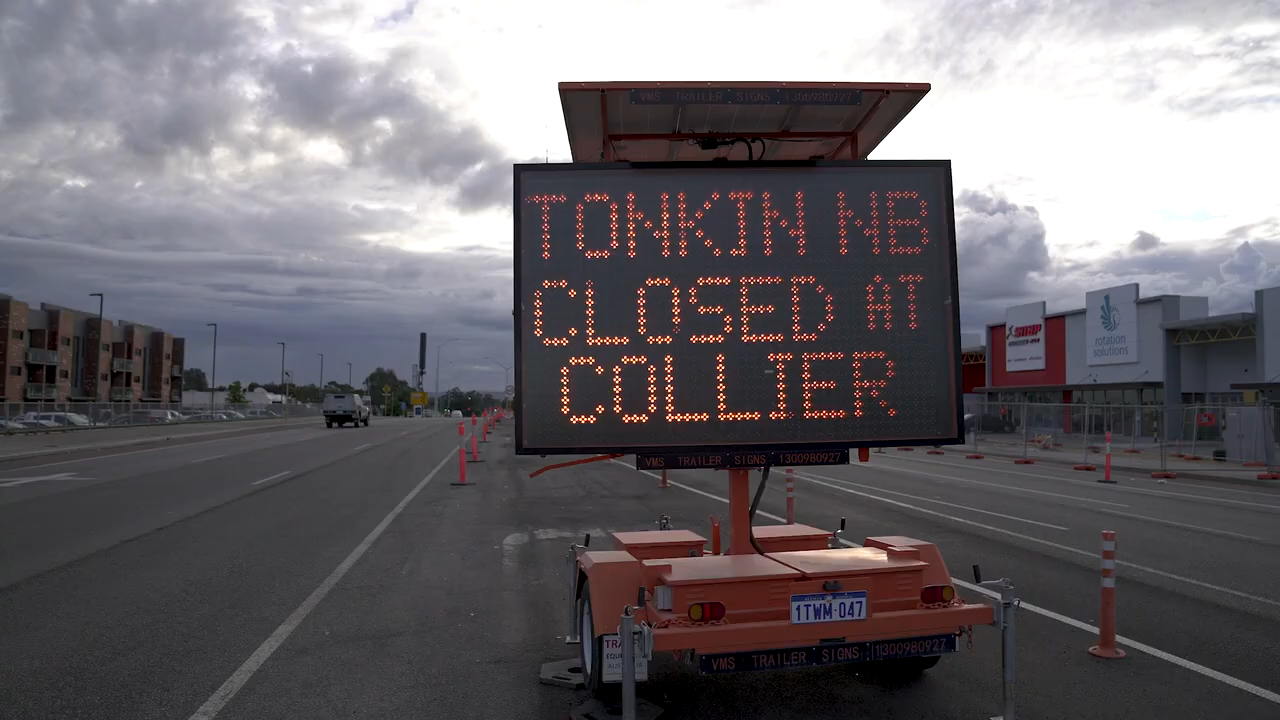 VMS TRAILER SIGNS 1300980927
TONKIN NB
CLOSED AT
COLLIER
VMS TRAILER SIGNS 1300980927
1TWM-047
VMS TRAILER SIGNS 1300980927
rotation
solutions